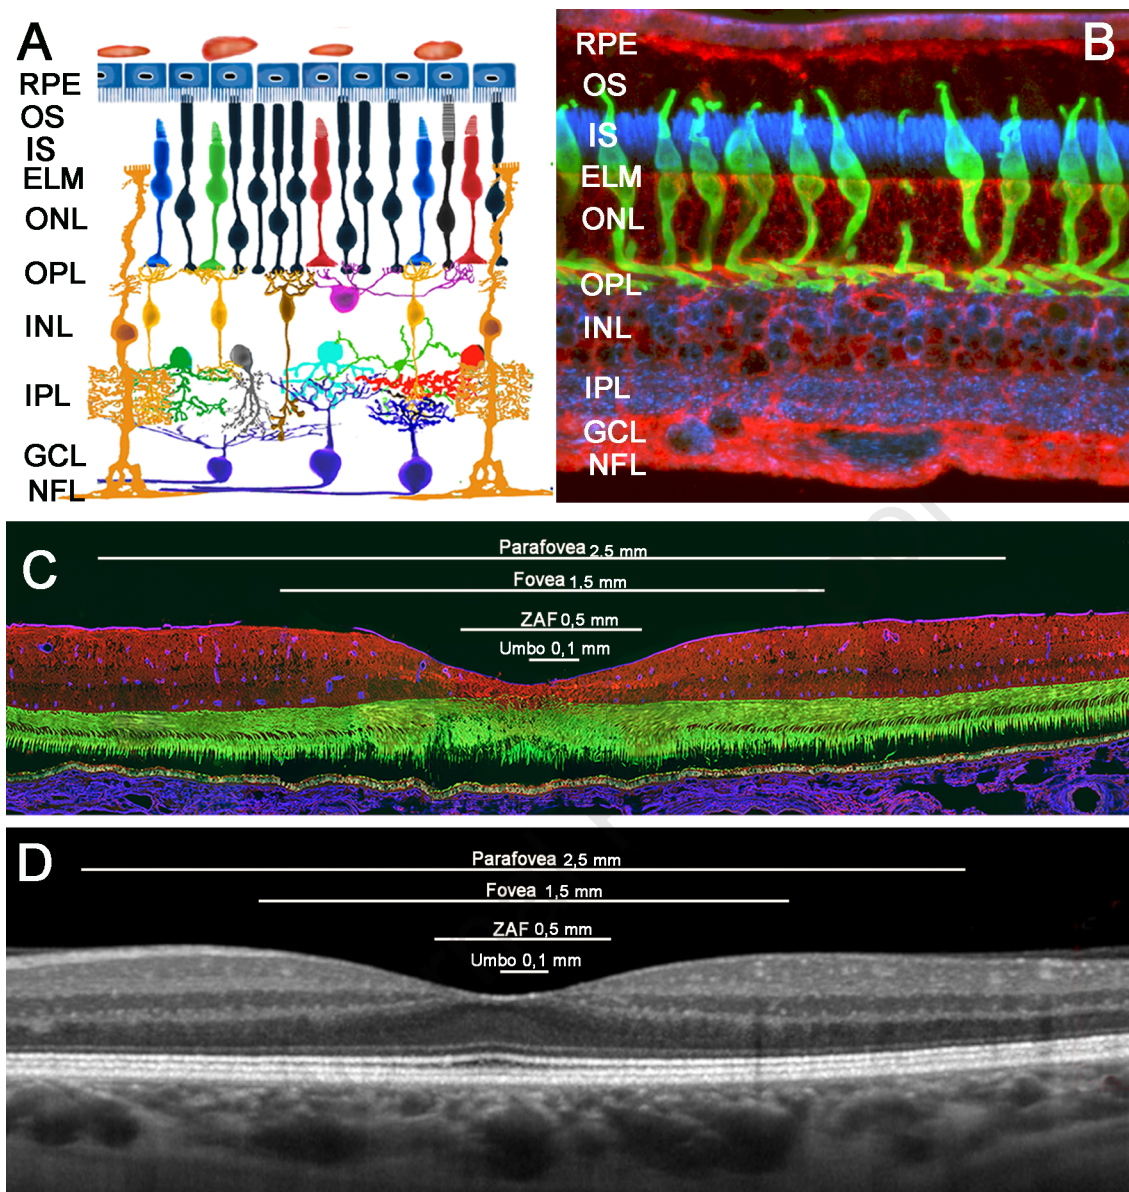 A
RPE
OS
IS
ELM
ONL
OPL
INL
IPL
GCL
NFL
B
RPE
OS
IS
ELM
ONL
OPL
INL
IPL
GCL
NFL
C
Parafovea 2.5 mm
Fovea 1,5 mm
ZAF 0,5 mm
Umbo 0,1 mm
D
Parafovea 2,5 mm
Fovea 1,5 mm
ZAF 0,5 mm
Umbo 0,1 mm